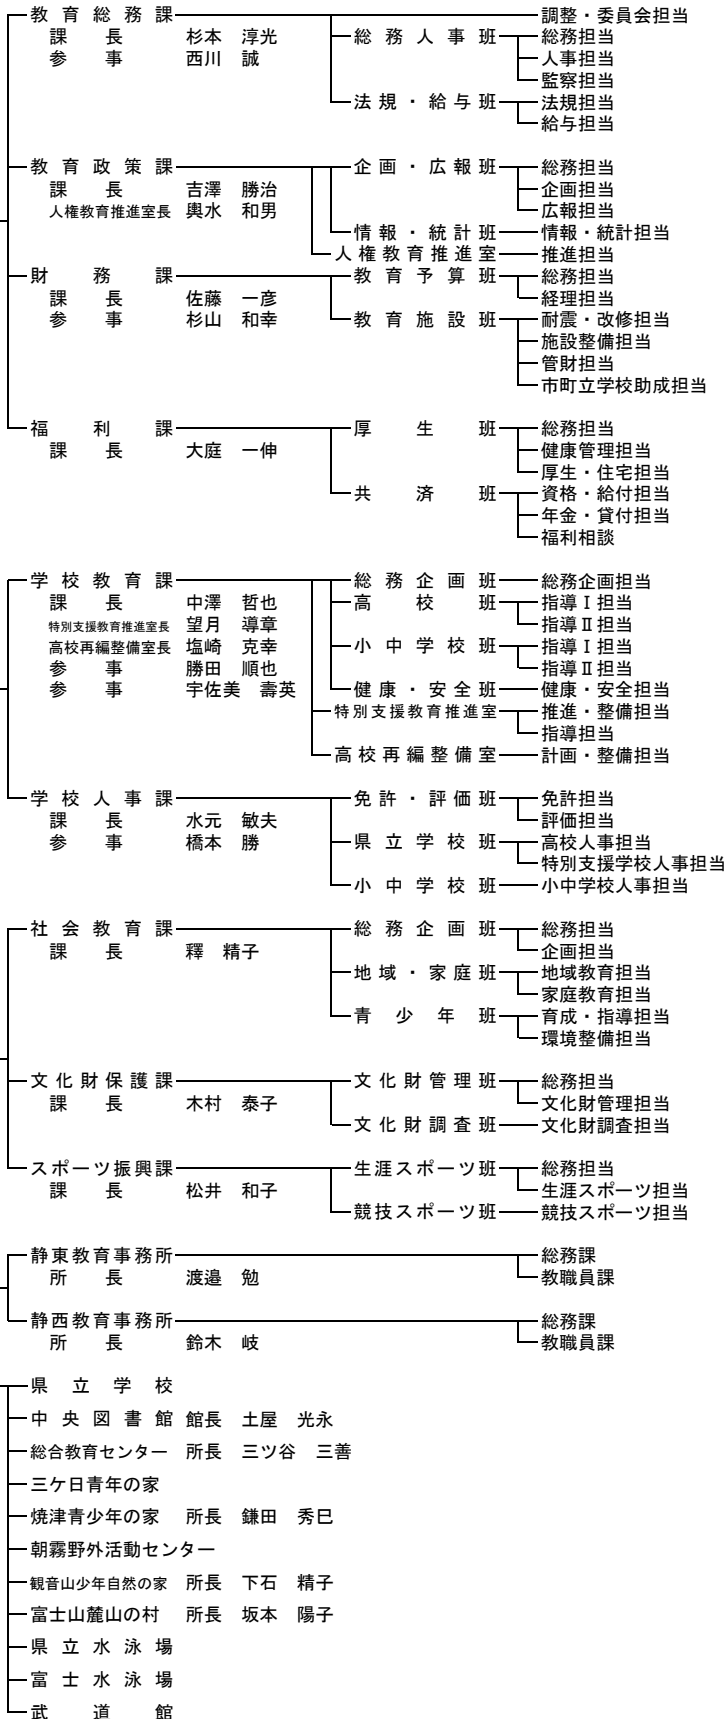 教育総務課 調整・委員会担当
課長 杉本 淳光 総務人事班 総務担当
参事 西川 誠 人事担当
監察担当
法規・給与班 法規担当
給与担当
教育政策課 企画・広報班 総務担当
課長 吉澤 勝治 企画担当
人権教育推進室長 輿水 和男 広報担当
情報・統計班 情報・統計担当
人権教育推進室 推進担当
財務課 教育予算班 総務担当
課長 佐藤 一彦 経理担当
参事 杉山 和幸 教育施設班 耐震・改修担当
施設整備担当
管財担当
市町立学校助成担当
福利課 厚生班 総務担当
課長 大庭 一伸 健康管理担当
厚生・住宅担当
共済班 資格・給付担当
年金・貸付担当
福利相談
学校教育課 総務企画班 総務企画担当
課長 中澤 哲也 高校班 指導Ⅰ担当
特別支援教育推進室長 望月 導章 指導Ⅱ担当
高校再編整備室長 塩崎 克幸 小中学校班 指導Ⅰ担当
参事 勝田 順也 指導Ⅱ担当
参事 宇佐美 壽英 健康・安全班 健康・安全担当
特別支援教育推進室 推進・整備担当
指導担当
高校再編整備室 計画・整備担当
学校人事課 免許・評価班 免許担当
課長 水元 敏夫 評価担当
参事 橋本 勝 県立学校班 高校人事担当
特別支援学校人事担当
小中学校班 小中学校人事担当
社会教育課 総務企画班 総務担当
課長 釋 精子 企画担当
地域・家庭班 地域教育担当
家庭教育担当
青少年班 育成・指導担当
環境整備担当
文化財保護課 文化財管理班 総務担当
課長 木村 泰子 文化財管理担当
文化財調査班 文化財調査担当
スポーツ振興課 生涯スポーツ班 総務担当
課長 松井 和子 生涯スポーツ担当
競技スポーツ班 競技スポーツ担当
静東教育事務所 総務課
所長 渡邉 勉 教職員課
静西教育事務所 総務課
所長 鈴木 岐 教職員課
県立学校
中央図書館 館長 土屋 光永
総合教育センター 所長 三ツ谷 三善
三ケ日青年の家
焼津青少年の家 所長 鎌田 秀巳
朝霧野外活動センター
観音山少年自然の家 所長 下石 精子
富士山麓山の村 所長 坂本 陽子
県立水泳場
富士水泳場
武道館